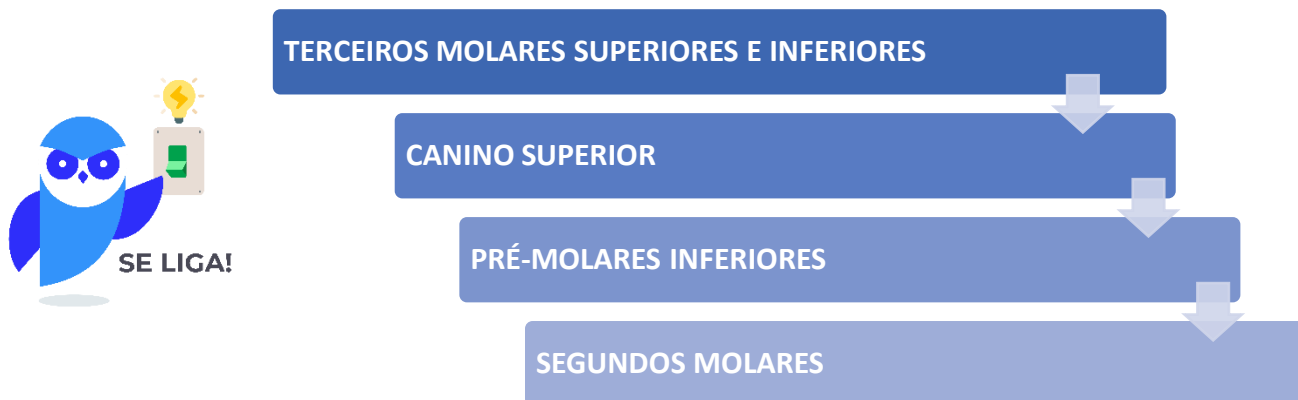 TERCEIROS MOLARES SUPERIORES E INFERIORES
CANINO SUPERIOR
PRÉ-MOLARES INFERIORES
SE LIGA!
SEGUNDOS MOLARES